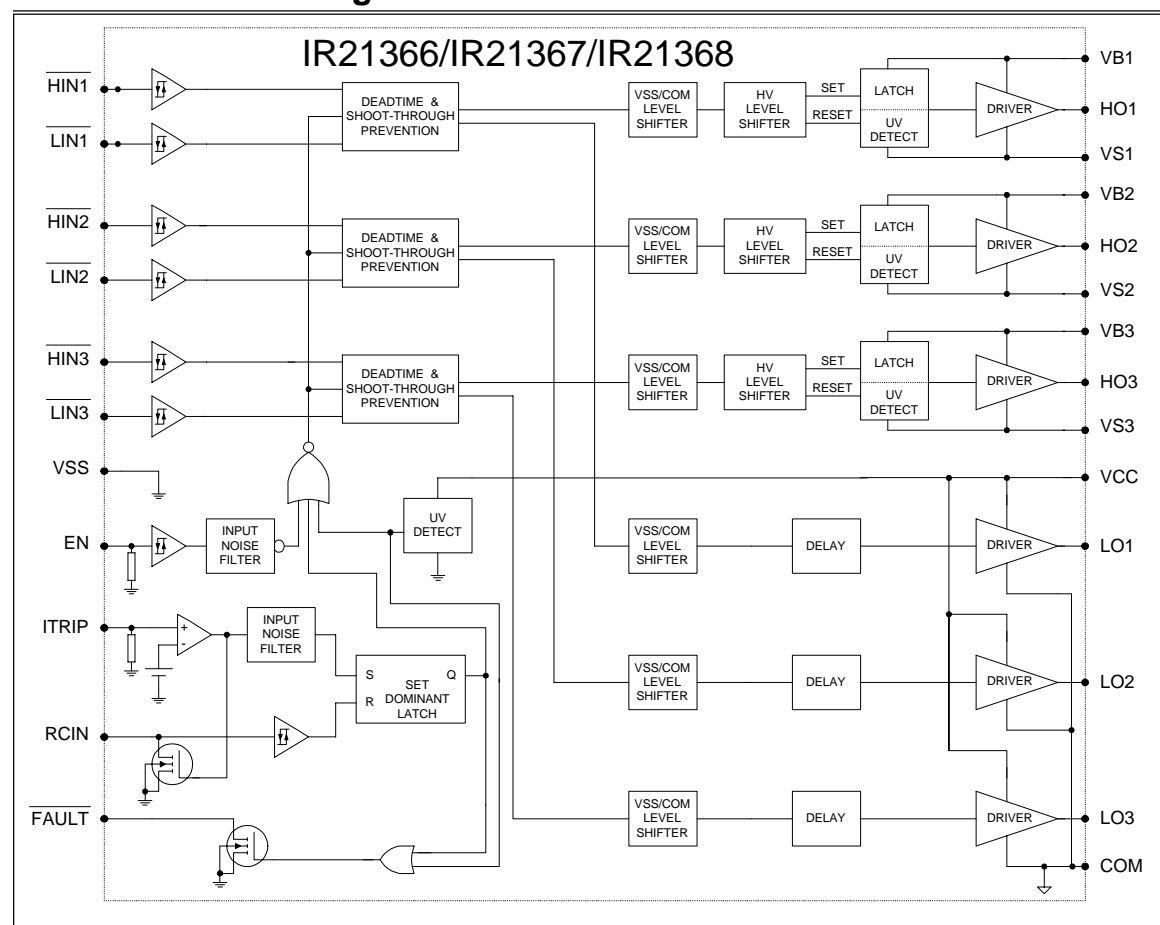 IR21366/IR21367/IR21368
HIN1
LIN1
DEADTIME &
SHOOT-THROUGH
PREVENTION
VSS/COM
LEVEL
SHIFTER
HV
LEVEL
SHIFTER
SET
RESET
LATCH
UV
DETECT
DRIVER
VB1
HO1
VS1
HIN2
LIN2
DEADTIME &
SHOOT-THROUGH
PREVENTION
VSS/COM
LEVEL
SHIFTER
HV
LEVEL
SHIFTER
SET
RESET
LATCH
UV
DETECT
DRIVER
VB2
HO2
VS2
HIN3
LIN3
DEADTIME &
SHOOT-THROUGH
PREVENTION
VSS/COM
LEVEL
SHIFTER
HV
LEVEL
SHIFTER
SET
RESET
LATCH
UV
DETECT
DRIVER
VB3
HO3
VS3
VSS
VCC
EN
INPUT
NOISE
FILTER
UV
DETECT
VSS/COM
LEVEL
SHIFTER
DELAY
DRIVER
LO1
ITRIP
+
-
INPUT
NOISE
FILTER
S
Q
R
SET
DOMINANT
LATCH
VSS/COM
LEVEL
SHIFTER
DELAY
DRIVER
LO2
RCIN
FAULT
VSS/COM
LEVEL
SHIFTER
DELAY
DRIVER
LO3
COM